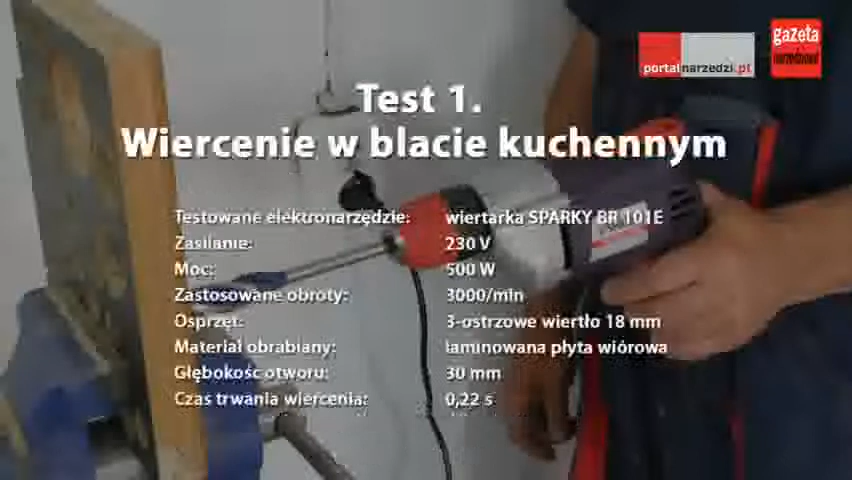 portalnarzedzi.pl
gazeta
narzędziowa
Test 1.
Wiercenie w blacie kuchennym
Testowane elektronarzędzie: wiertarka SPARKY BR 101E
Zasilanie: 230 V
Moc: 500 W
Zastosowane obroty: 3000/min
Osprzęt: 3-ostrzowe wiertło 18 mm
Materiał obrabiany: laminowana płyta wiórowa
Głębokość otworu: 30 mm
Czas trwania wiercenia: 0,22 s